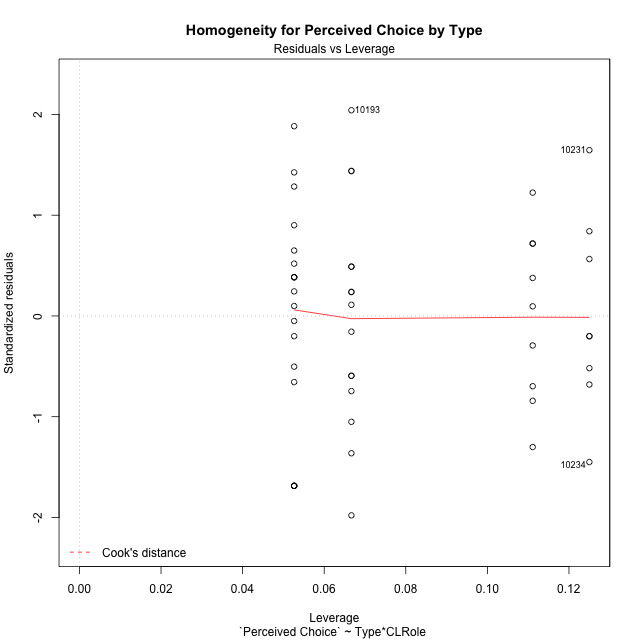 Homogeneity for Perceived Choice by Type
Residuals vs Leverage
Standardized residuals
2
1
0
-1
-2
10193
10231
10234
Cook's distance
0.00 0.02 0.04 0.06 0.08 0.10 0.12
Leverage
`Perceived Choice` ~ Type*CLRole